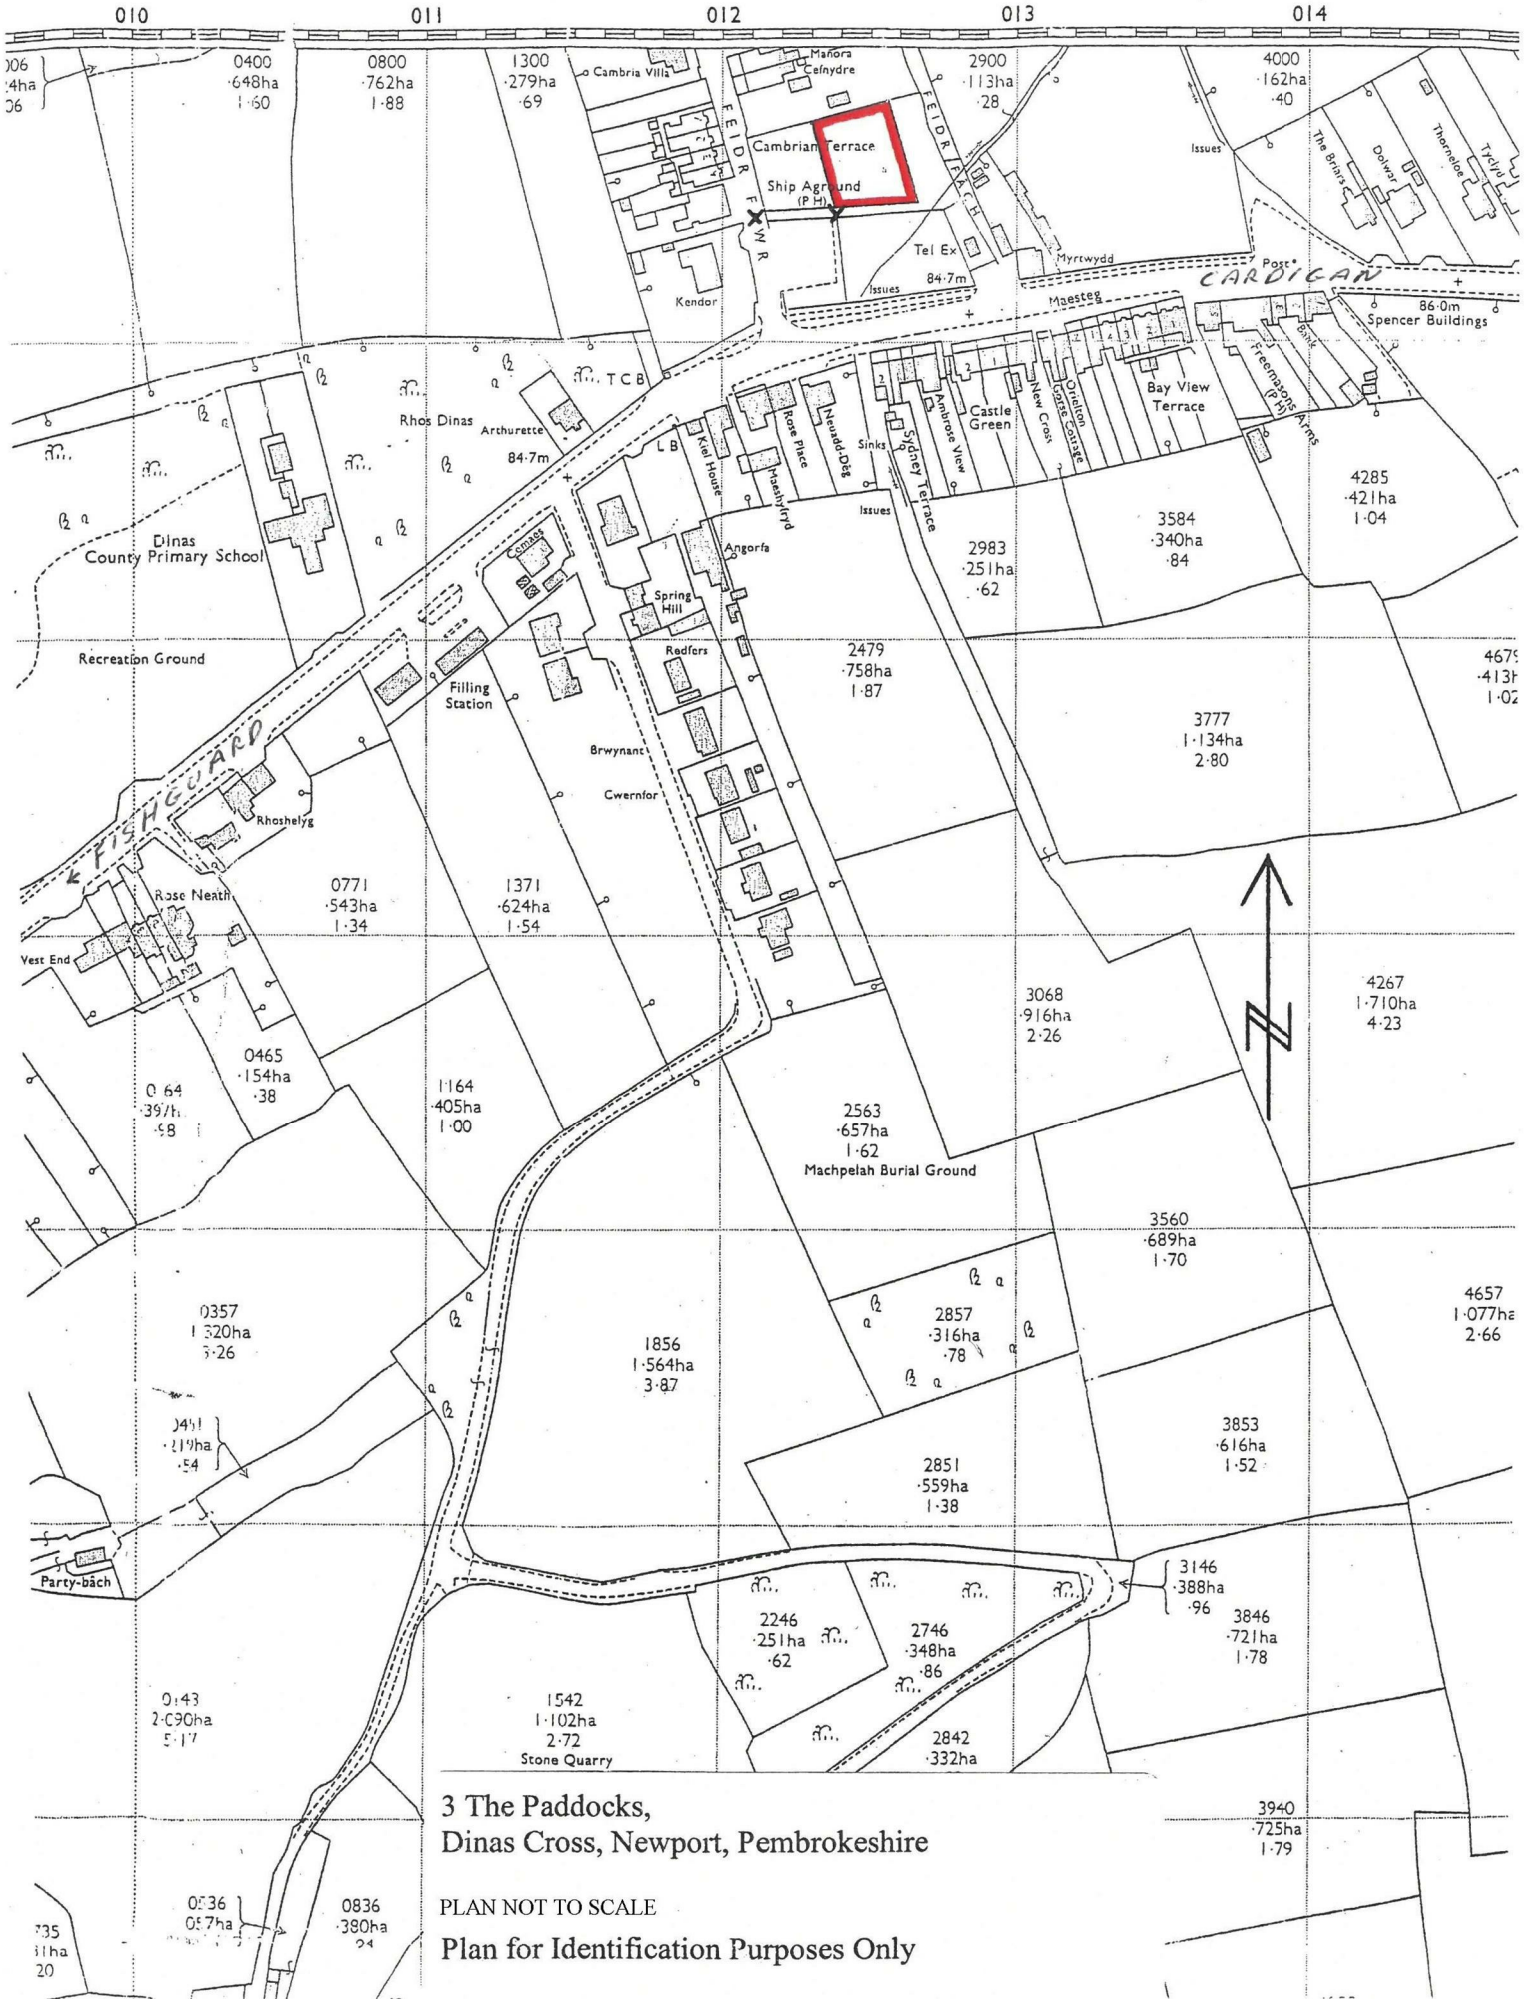 010
011
012
013
014
0400
·648ha
1·60
0800
·762ha
1·88
1300
·279ha
·69
Cambria Villa
Manora
Cefnydre
2900
·113ha
·28
4000
·162ha
·40
FEIDR FAWR
FEIDR FACH
Cambrian Terrace
Ship Aground
(P H)
Issues
The Briars
Dolwar
Thorneloe
Tyclyd
Tel Ex
84·7m
Issues
Myrtwydd
Post
CARDIGAN
Kendor
Maesteg
86·0m
Spencer Buildings
TCB
Rhos Dinas
Arthurette
84·7m
LB
Kiel House
Maeshyfryd
Rose Place
Neuadd-Dêg
Sinks
Issues
Sydney Terrace
Ambrose View
Castle
Green
New Cross
Orielton
Gorse Cottage
Bay View
Terrace
Freemasons Arms
(P H)
Bank
4285
·421ha
1·04
Dinas
County Primary School
Cemaes
Angorfa
Spring
Hill
2983
·251ha
·62
3584
·340ha
·84
Recreation Ground
Filling
Station
Redfers
2479
·758ha
1·87
3777
1·134ha
2·80
FISHGUARD
Brwynant
Cwernfor
Rhoshelyg
Rose Neath
0771
·543ha
1·34
1371
·624ha
1·54
3068
·916ha
2·26
4267
1·710ha
4·23
N
0465
·154ha
·38
1164
·405ha
1·00
2563
·657ha
1·62
Machpelah Burial Ground
3560
·689ha
1·70
0357
2857
·316ha
·78
4657
1·077ha
2·66
1856
1·564ha
3·87
3853
·616ha
1·52
2851
·559ha
1·38
Party-bâch
3146
·388ha
·96
2246
·251ha
·62
2746
·348ha
·86
3846
·721ha
1·78
1542
1·102ha
2·72
Stone Quarry
2842
·332ha
3 The Paddocks,
Dinas Cross, Newport, Pembrokeshire
3940
·725ha
1·79
0836
·380ha
PLAN NOT TO SCALE
Plan for Identification Purposes Only